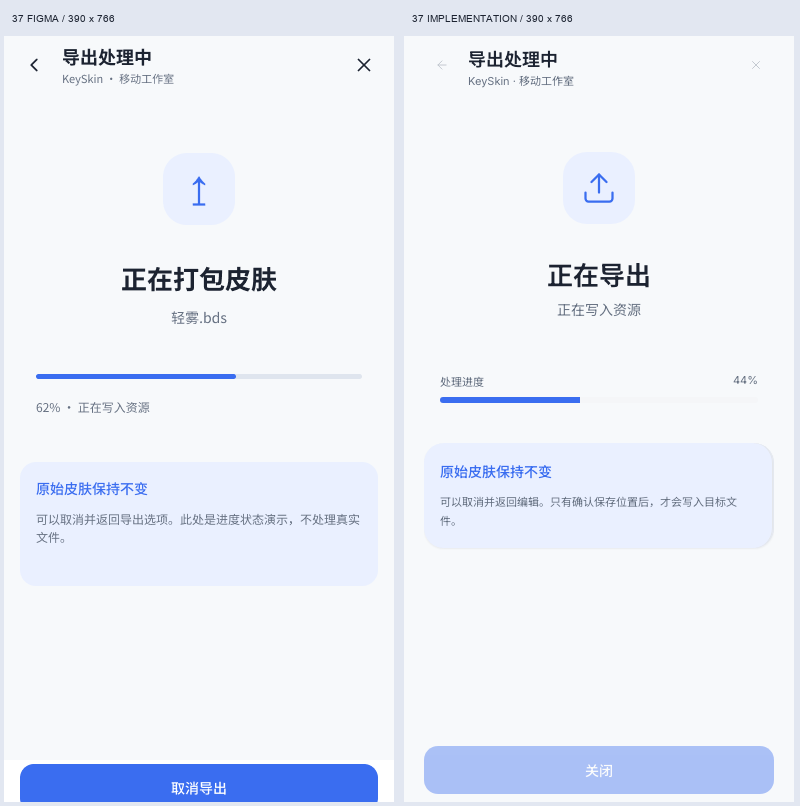 37 FIGMA / 390 x 766
导出处理中
KeySkin • 移动工作室
正在打包皮肤
轻雾.bds
62% • 正在写入资源
原始皮肤保持不变
可以取消并返回导出选项。此处是进度状态演示，不处理真实
文件。
取消导出
37 IMPLEMENTATION / 390 x 766
导出处理中
KeySkin · 移动工作室
正在导出
正在写入资源
处理进度
44%
原始皮肤保持不变
可以取消并返回编辑。只有确认保存位置后，才会写入目标文
件。
关闭